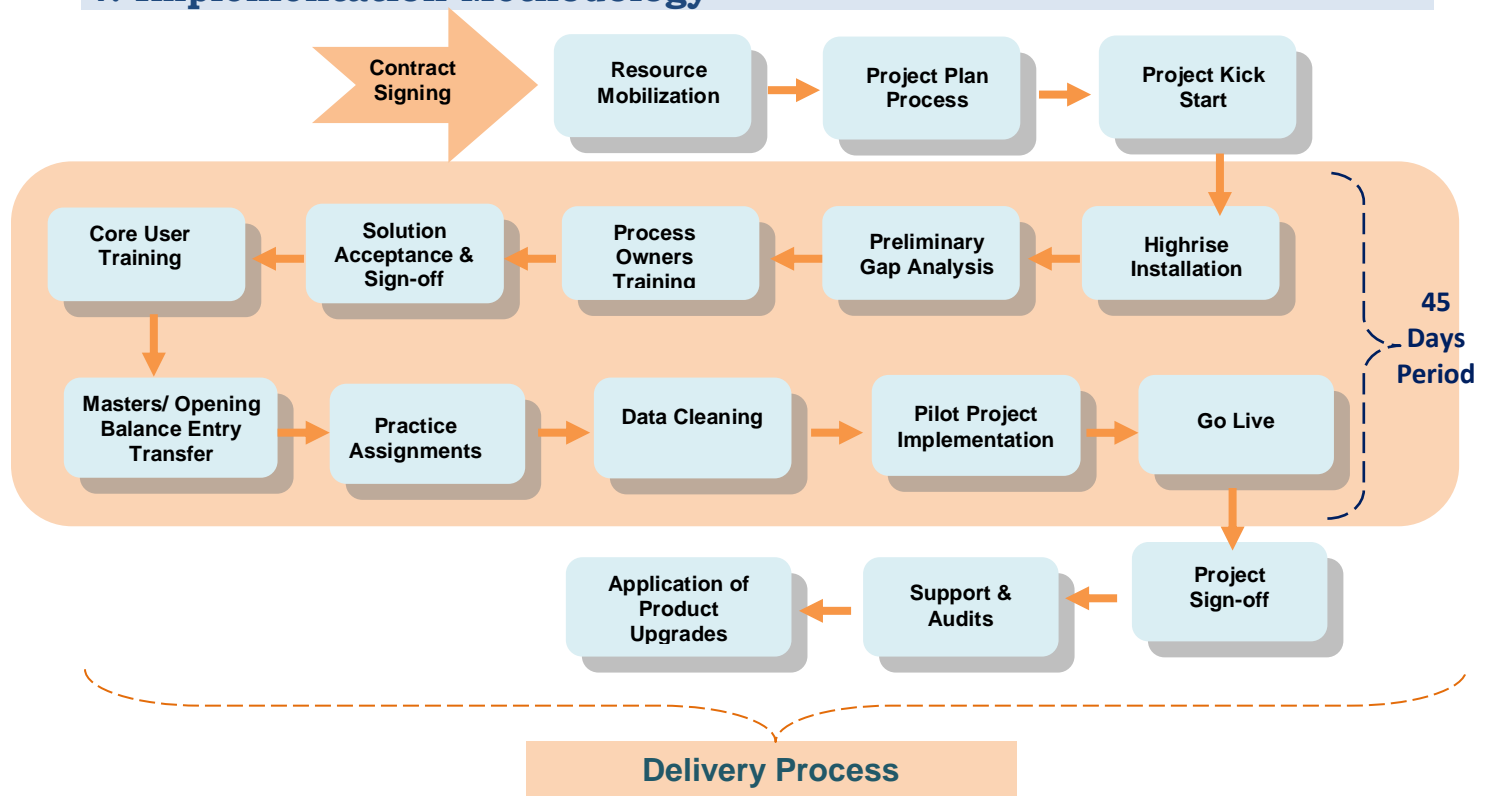 Implementation Methodology
Contract
Signing
Resource
Mobilization
Project Plan
Process
Project Kick
Start
Core User
Training
Solution
Acceptance &
Sign-off
Process
Owners
Training
Preliminary
Gap Analysis
Highrise
Installation
45
Days
Period
Masters/ Opening
Balance Entry
Transfer
Practice
Assignments
Data Cleaning
Pilot Project
Implementation
Go Live
Application of
Product
Upgrades
Support &
Audits
Project
Sign-off
Delivery Process